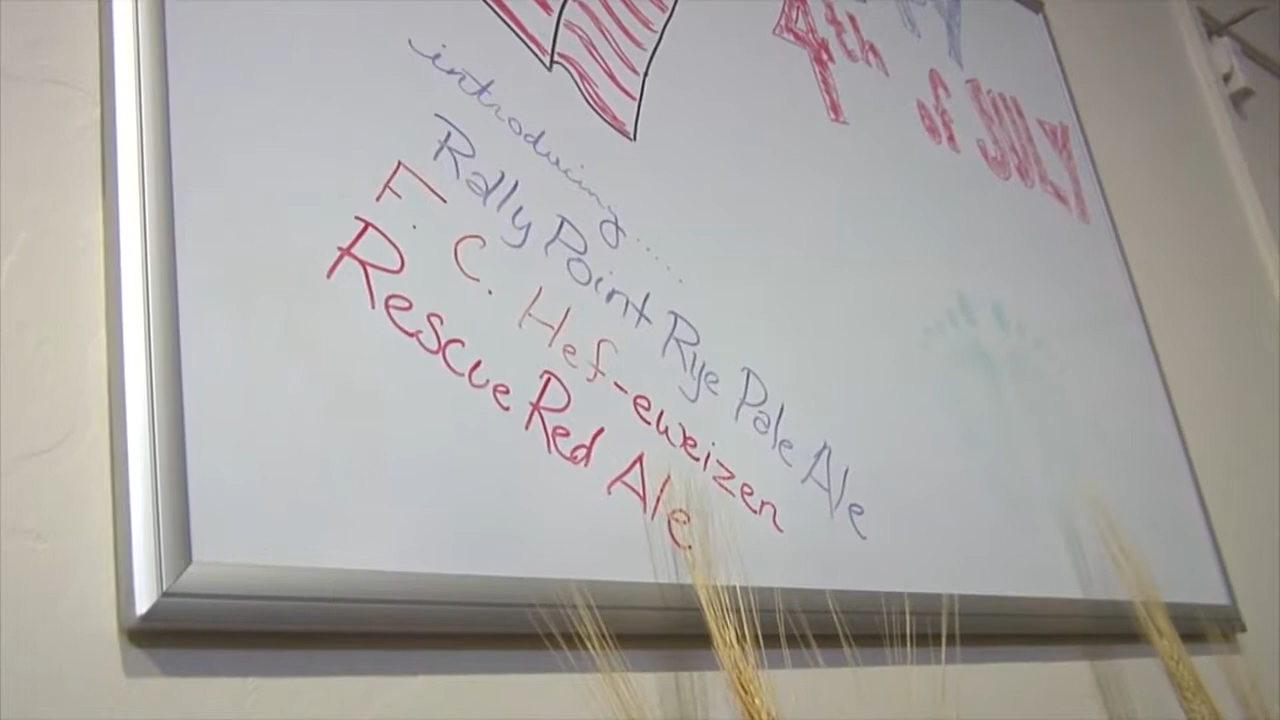 4th
of JULY
introducing.....
Rally Point Rye Pale Ale
F. C. Hef-eweizen
Rescue Red Ale